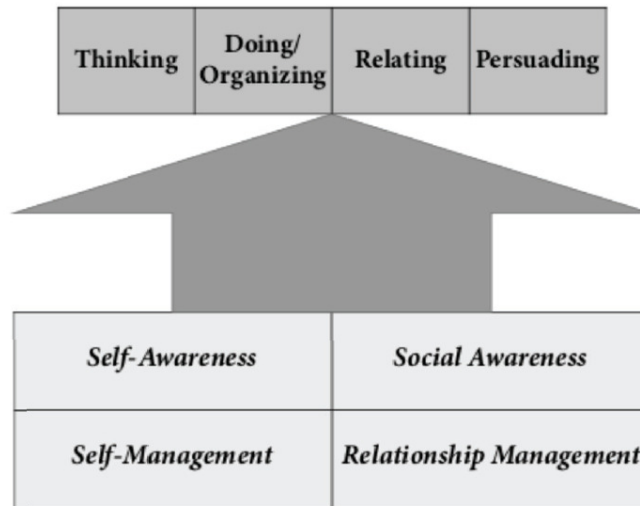 Thinking
Doing/
Organizing
Relating
Persuading
Self-Awareness
Social Awareness
Self-Management
Relationship Management